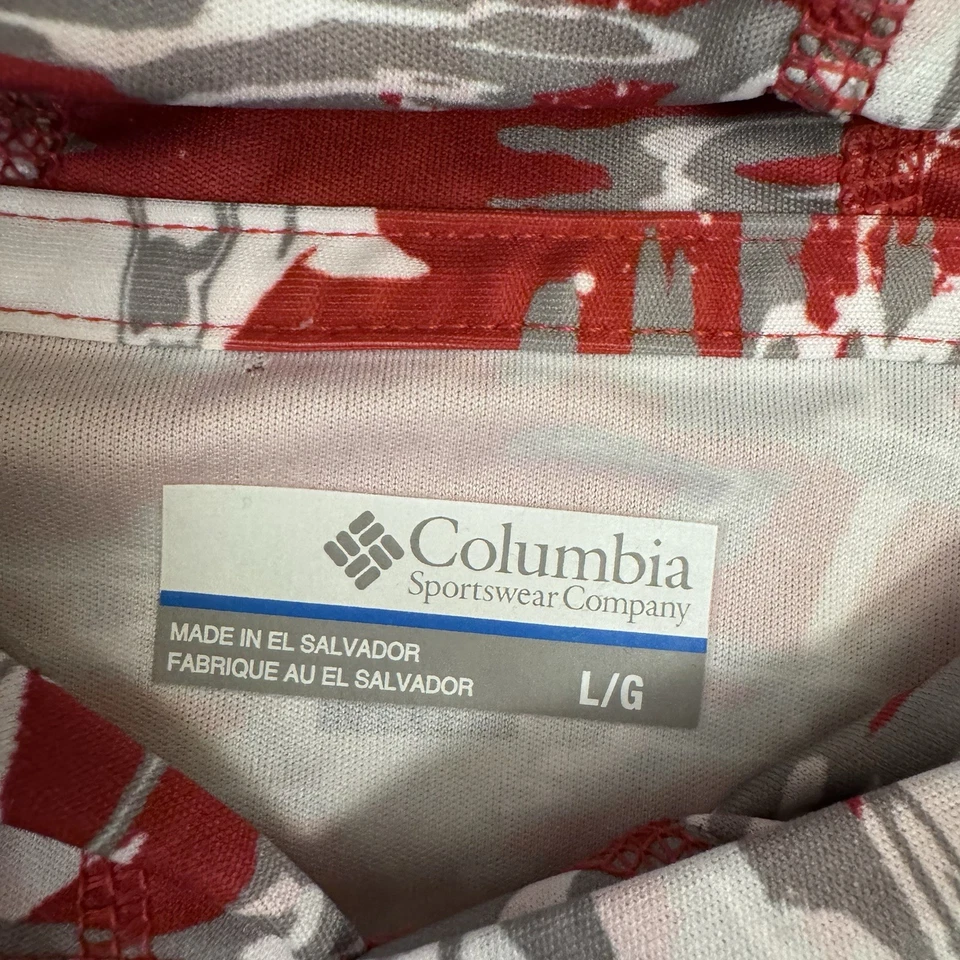 Columbia
Sportswear Company
MADE IN EL SALVADOR
FABRIQUE AU EL SALVADOR
L/G